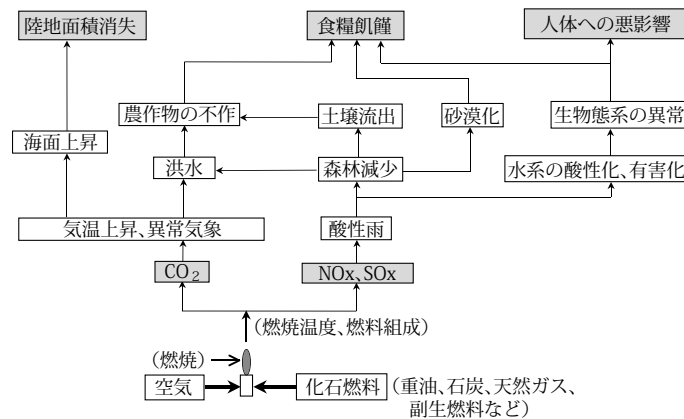 陸地面積消失
食糧飢饉
人体への悪影響
農作物の不作
土壌流出
砂漠化
生物態系の異常
海面上昇
洪水
森林減少
水系の酸性化、有害化
気温上昇、異常気象
酸性雨
CO₂
NOx、SOx
(燃焼温度、燃料組成)
(燃焼)
空気
化石燃料
(重油、石炭、天然ガス、
副生燃料など)